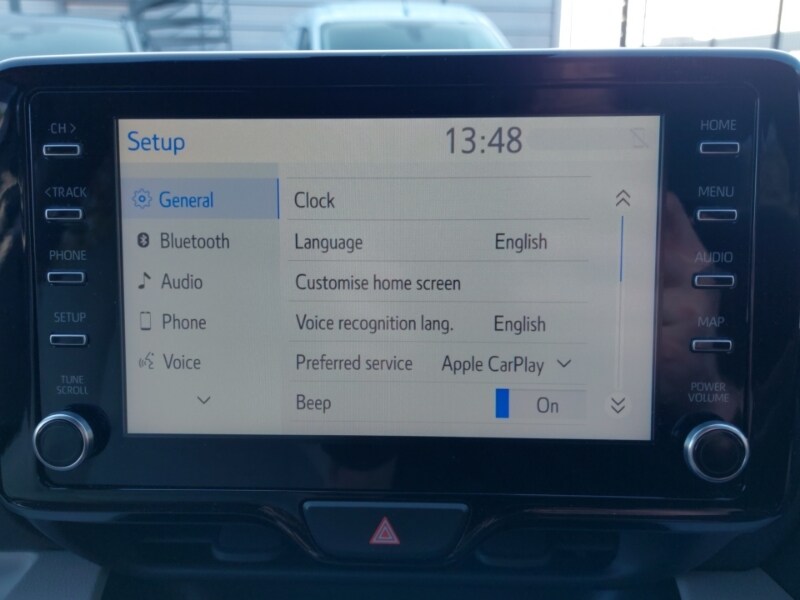 CH >
< TRACK
PHONE
SETUP
TUNE
SCROLL
Setup
13:48
General
Bluetooth
Audio
Phone
Voice
Clock
Language English
Customise home screen
Voice recognition lang. English
Preferred service Apple CarPlay
Beep On
HOME
MENU
AUDIO
MAP
POWER
VOLUME